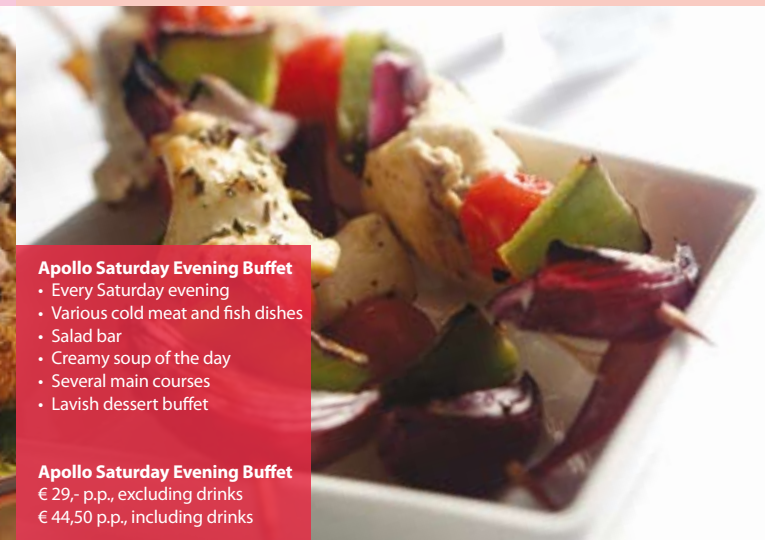 Apollo Saturday Evening Buffet
• Every Saturday evening
• Various cold meat and fish dishes
• Salad bar
• Creamy soup of the day
• Several main courses
• Lavish dessert buffet
Apollo Saturday Evening Buffet
€ 29,- p.p., excluding drinks
€ 44,50 p.p., including drinks